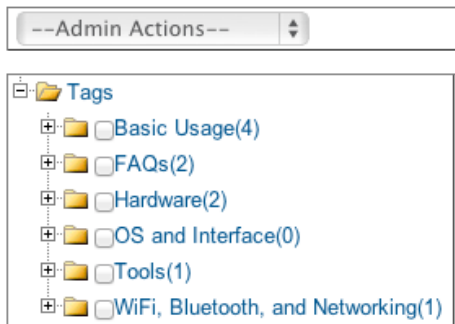 --Admin Actions--
Tags
Basic Usage(4)
FAQs(2)
Hardware(2)
OS and Interface(0)
Tools(1)
WiFi, Bluetooth, and Networking(1)